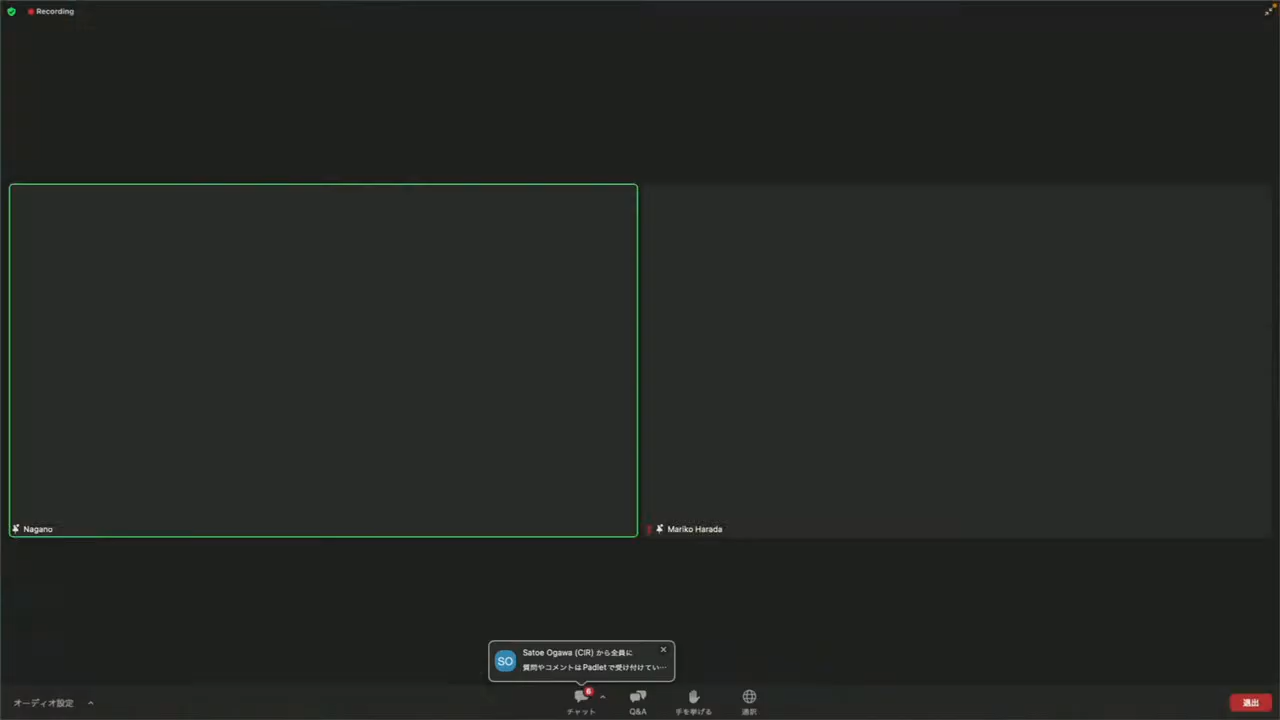 Recording
Nagano
Mariko Harada
SO
Satoe Ogawa (CIR) から全員に
質問やコメントはPadletで受け付けてい…
オーディオ設定
6
チャット
Q&A
手を挙げる
通訳
退出